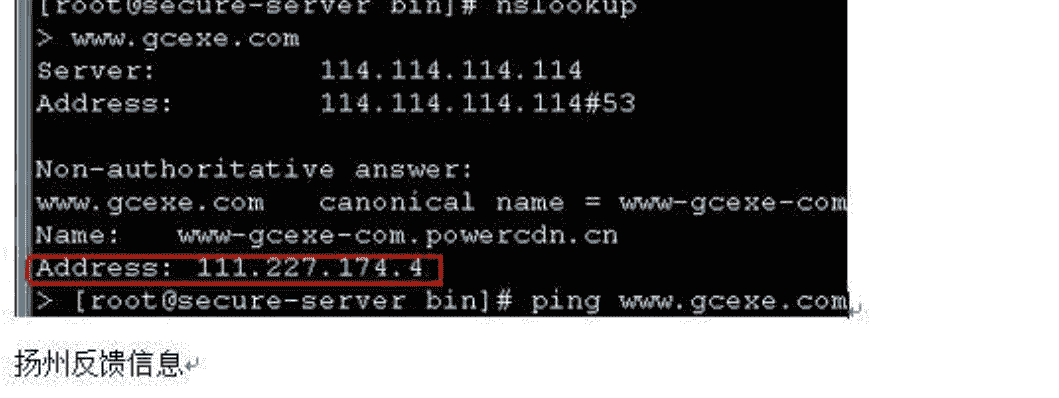 [root@secure-server bin]# nslookup
> www.gcexe.com
Server: 114.114.114.114
Address: 114.114.114.114#53
Non-authoritative answer:
www.gcexe.com canonical name = www-gcexe-com
Name: www-gcexe-com.powercdn.cn
Address: 111.227.174.4
> [root@secure-server bin]# ping www.gcexe.com
扬州反馈信息